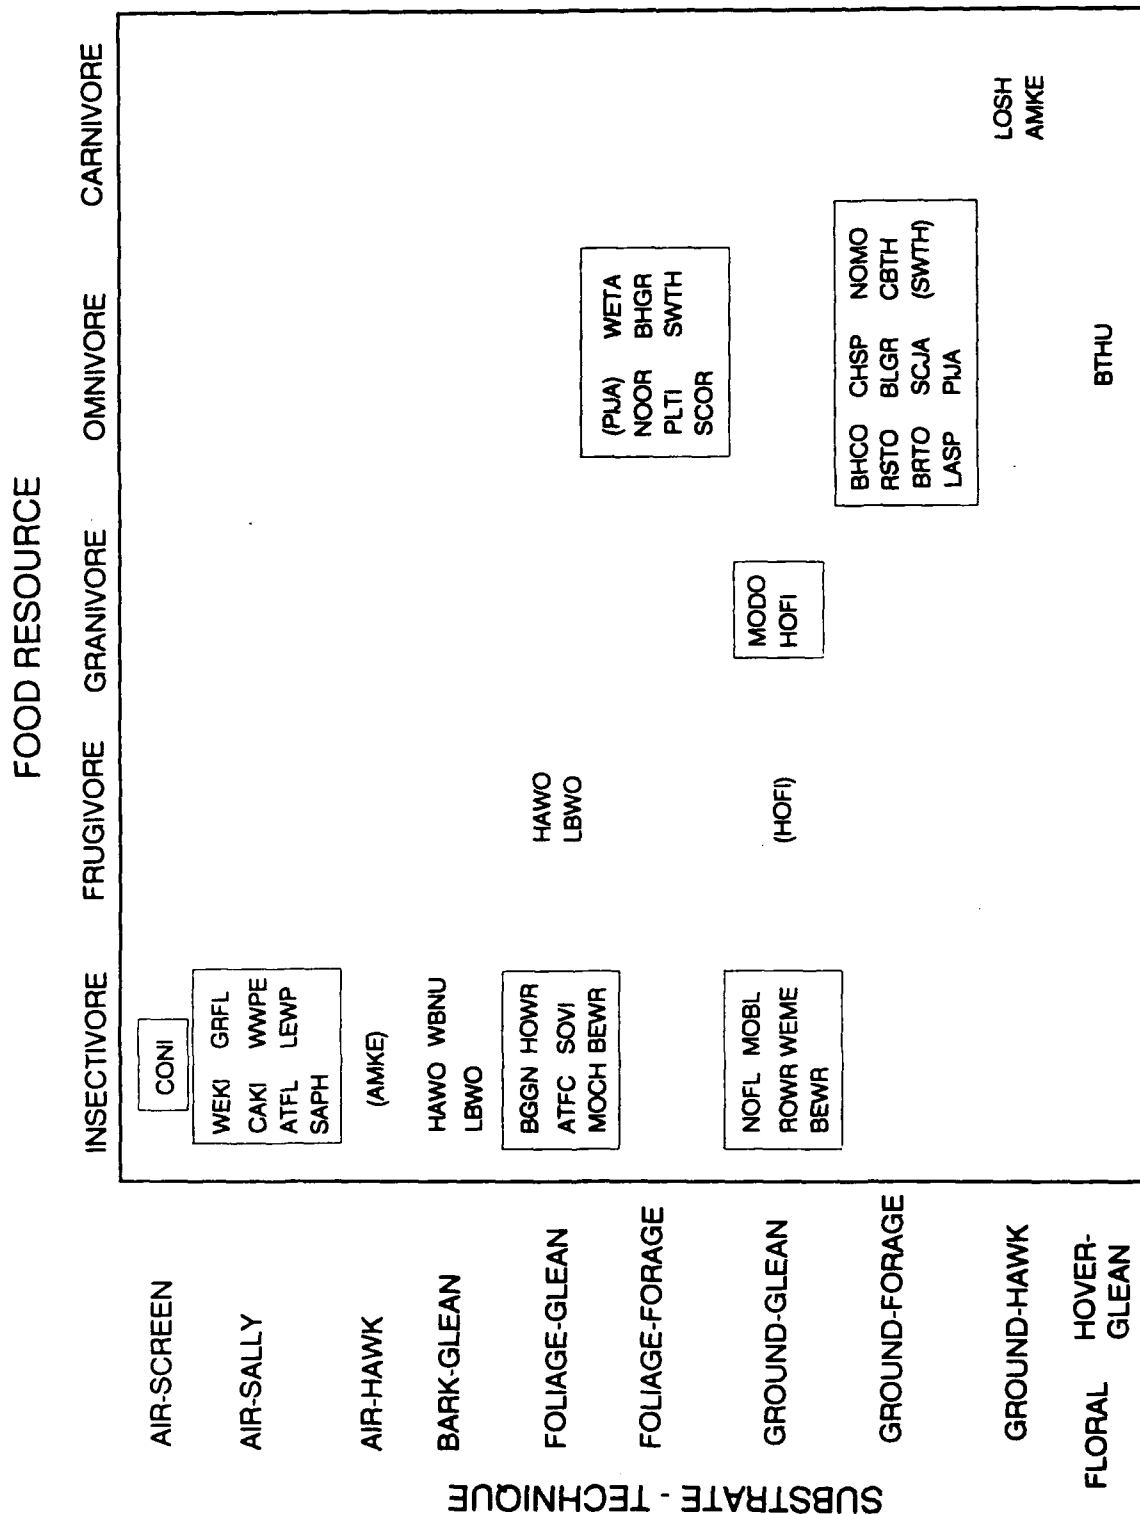 FOOD RESOURCE
INSECTIVORE FRUGIVORE GRANIVORE OMNIVORE CARNIVORE
SUBSTRATE - TECHNIQUE
AIR-SCREEN CONI
AIR-SALLY
WEKI GRFL
CAKI WWPE
ATFL LEWP
SAPH
AIR-HAWK (AMKE)
BARK-GLEAN
HAWO WBNU
LBWO
FOLIAGE-GLEAN
BGGN HOWR
ATFC SOVI
MOCH BEWR
HAWO
LBWO
FOLIAGE-FORAGE
(PIJA) WETA
NOOR BHGR
PLTI SWTH
SCOR
GROUND-GLEAN
NOFL MOBL
ROWR WEME
BEWR
(HOFI)
MODO
HOFI
GROUND-FORAGE
BHCO CHSP NOMO
RSTO BLGR CBTH
BRTO SCJA (SWTH)
LASP PIJA
GROUND-HAWK
LOSH
AMKE
FLORAL HOVER-
GLEAN
BTHU